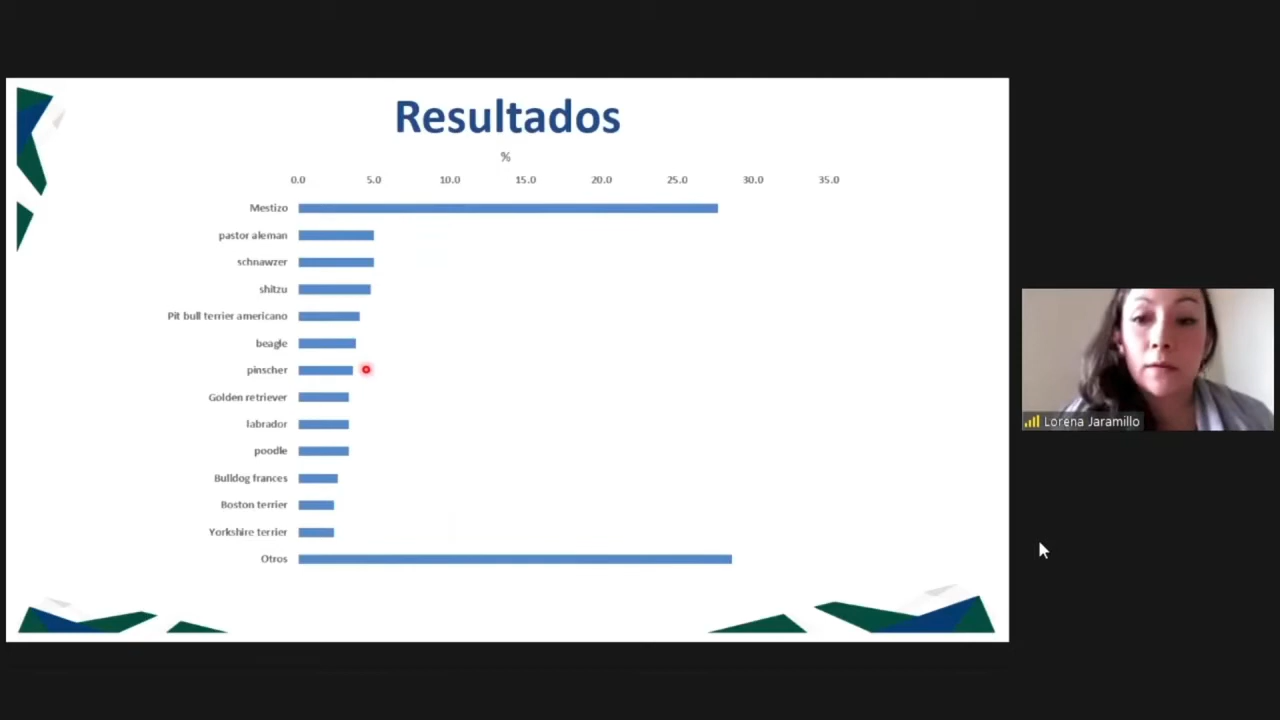 Resultados
%
0.0 5.0 10.0 15.0 20.0 25.0 30.0 35.0
Mestizo
pastor aleman
schnawzer
shitzu
Pit bull terrier americano
beagle
pinscher
Golden retriever
labrador
poodle
Bulldog frances
Boston terrier
Yorkshire terrier
Otros
Lorena Jaramillo